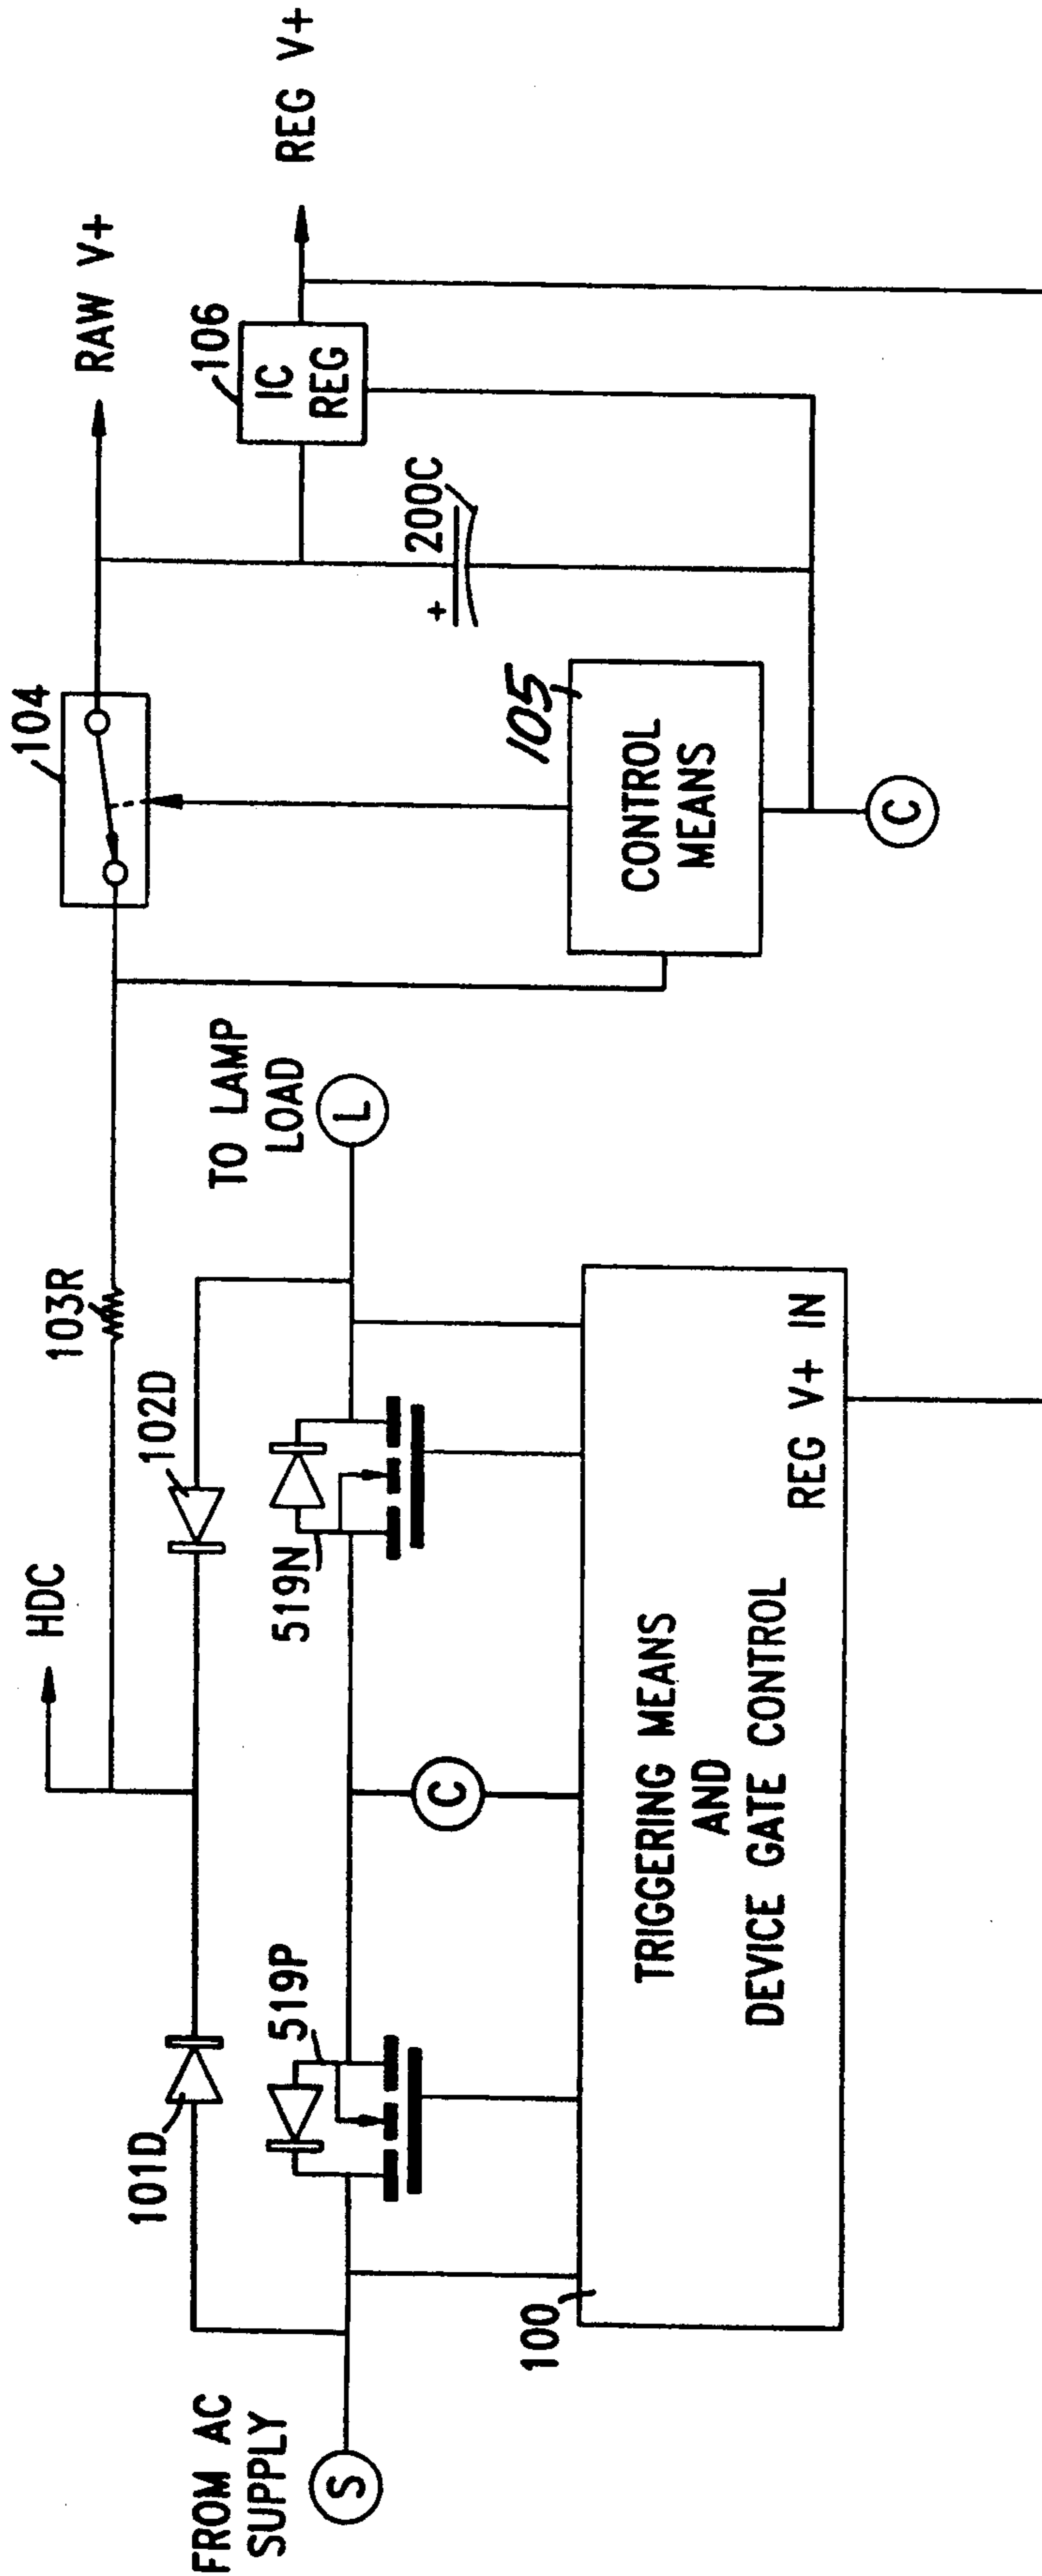 HDC
103R
104
RAW V+
101D
102D
TO LAMP
LOAD
106
IC
REG
REG V+
200C
+
FROM AC
SUPPLY
S
519P
519N
L
C
105
CONTROL
MEANS
C
100
TRIGGERING MEANS
AND
DEVICE GATE CONTROL
REG V+ IN